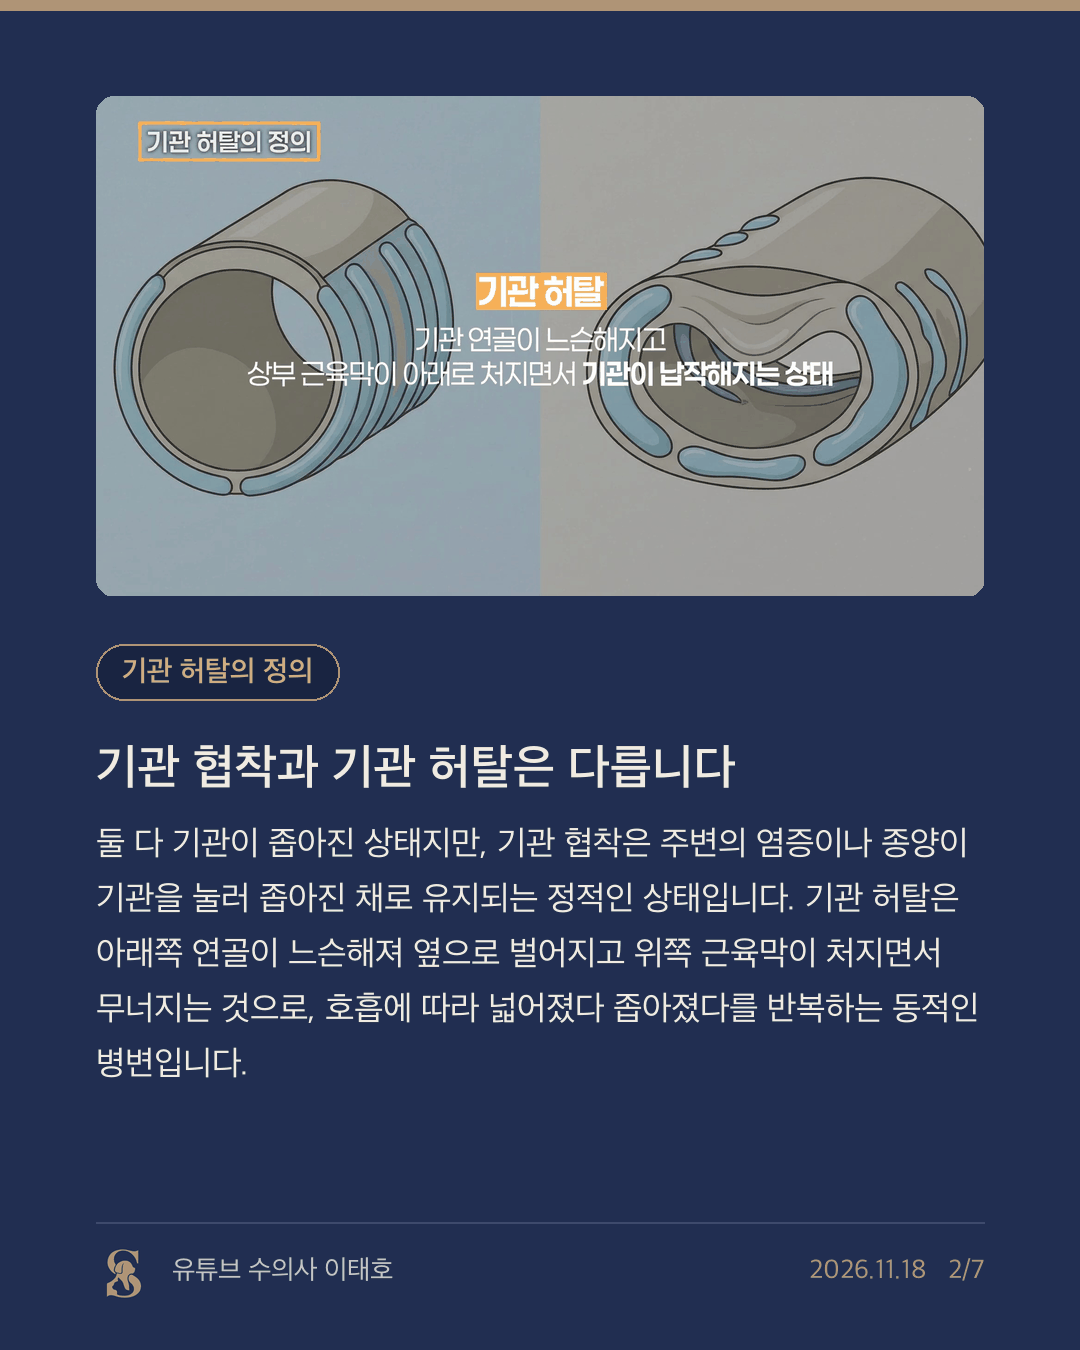 기관 허탈의 정의
기관 허탈
기관 연골이 느슨해지고
상부 근육막이 아래로 처지면서 기관이 납작해지는 상태
기관 허탈의 정의
기관 협착과 기관 허탈은 다릅니다
둘 다 기관이 좁아진 상태지만, 기관 협착은 주변의 염증이나 종양이
기관을 눌러 좁아진 채로 유지되는 정적인 상태입니다. 기관 허탈은
아래쪽 연골이 느슨해져 옆으로 벌어지고 위쪽 근육막이 처지면서
무너지는 것으로, 호흡에 따라 넓어졌다 좁아졌다를 반복하는 동적인
병변입니다.
유튜브 수의사 이태호
2026.11.18 2/7